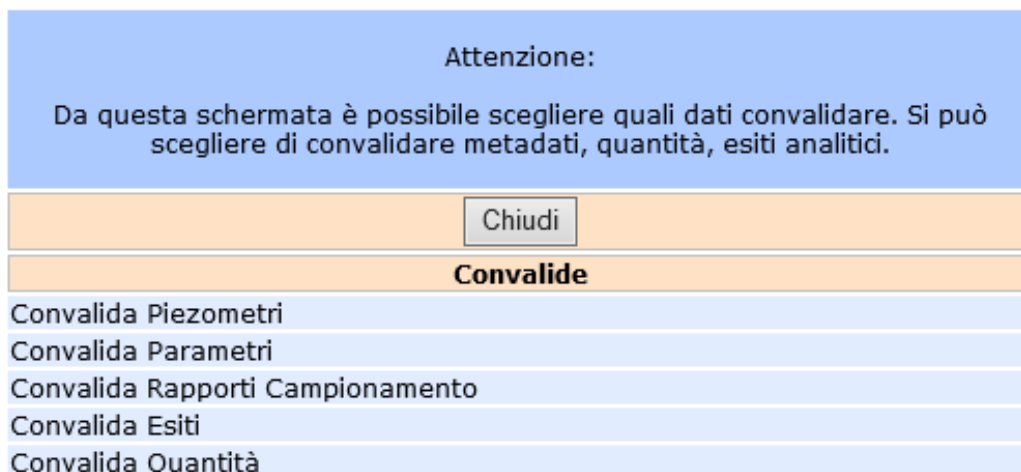 Attenzione:
Da questa schermata è possibile scegliere quali dati convalidare. Si può
scegliere di convalidare metadati, quantità, esiti analitici.
Chiudi
Convalide
Convalida Piezometri
Convalida Parametri
Convalida Rapporti Campionamento
Convalida Esiti
Convalida Quantità